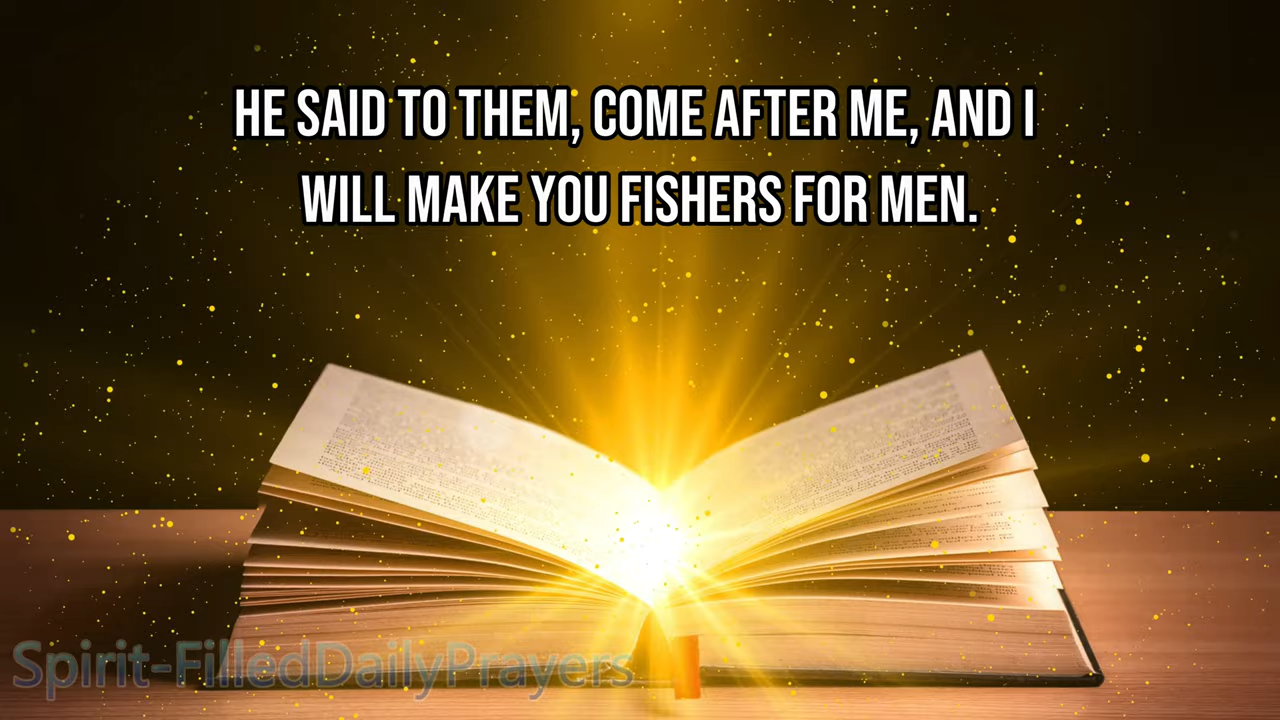 HE SAID TO THEM, COME AFTER ME, AND I
WILL MAKE YOU FISHERS FOR MEN.
Spirit-FilledDailyPrayers